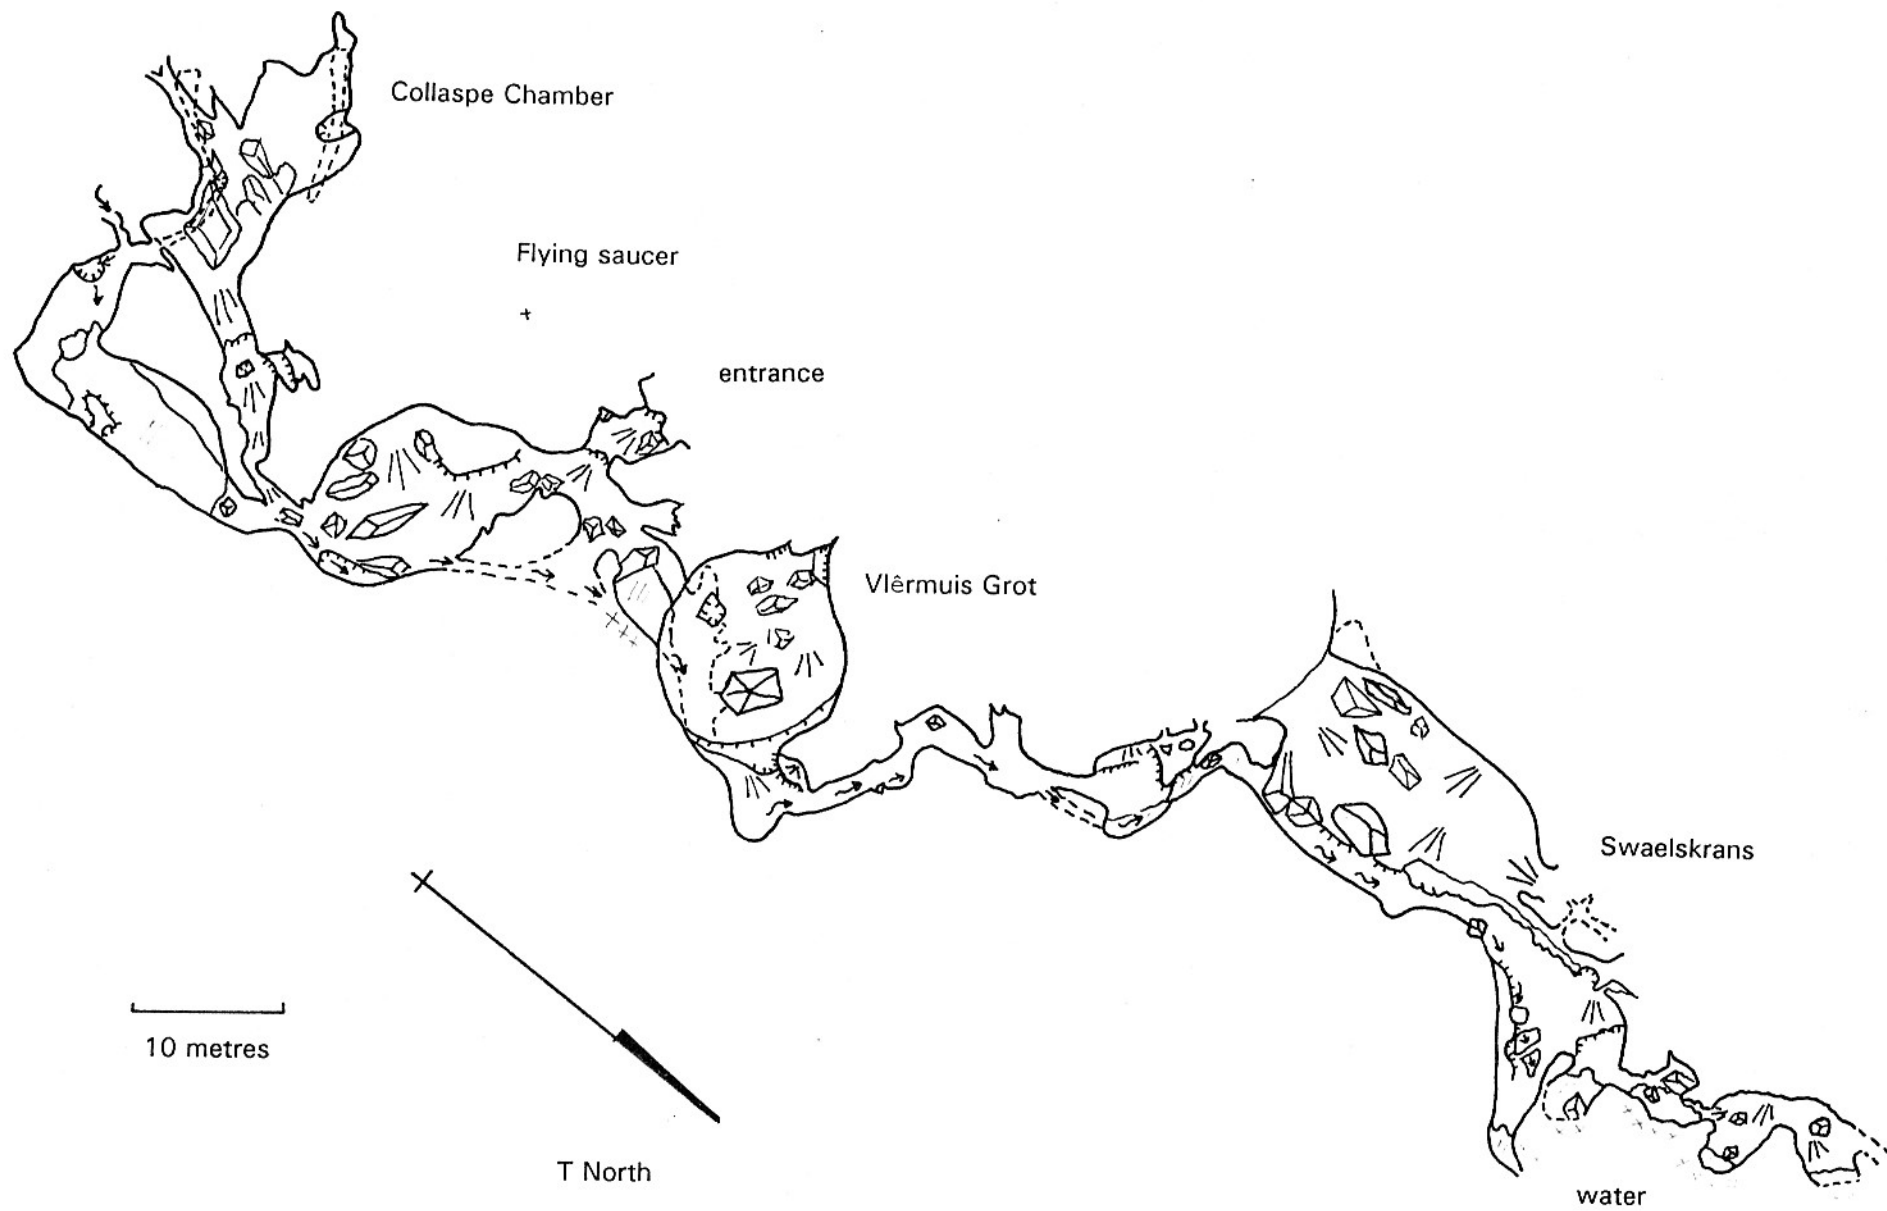 Collaspe Chamber
Flying saucer
entrance
Vlêrmuis Grot
Swaelskrans
10 metres
T North
water